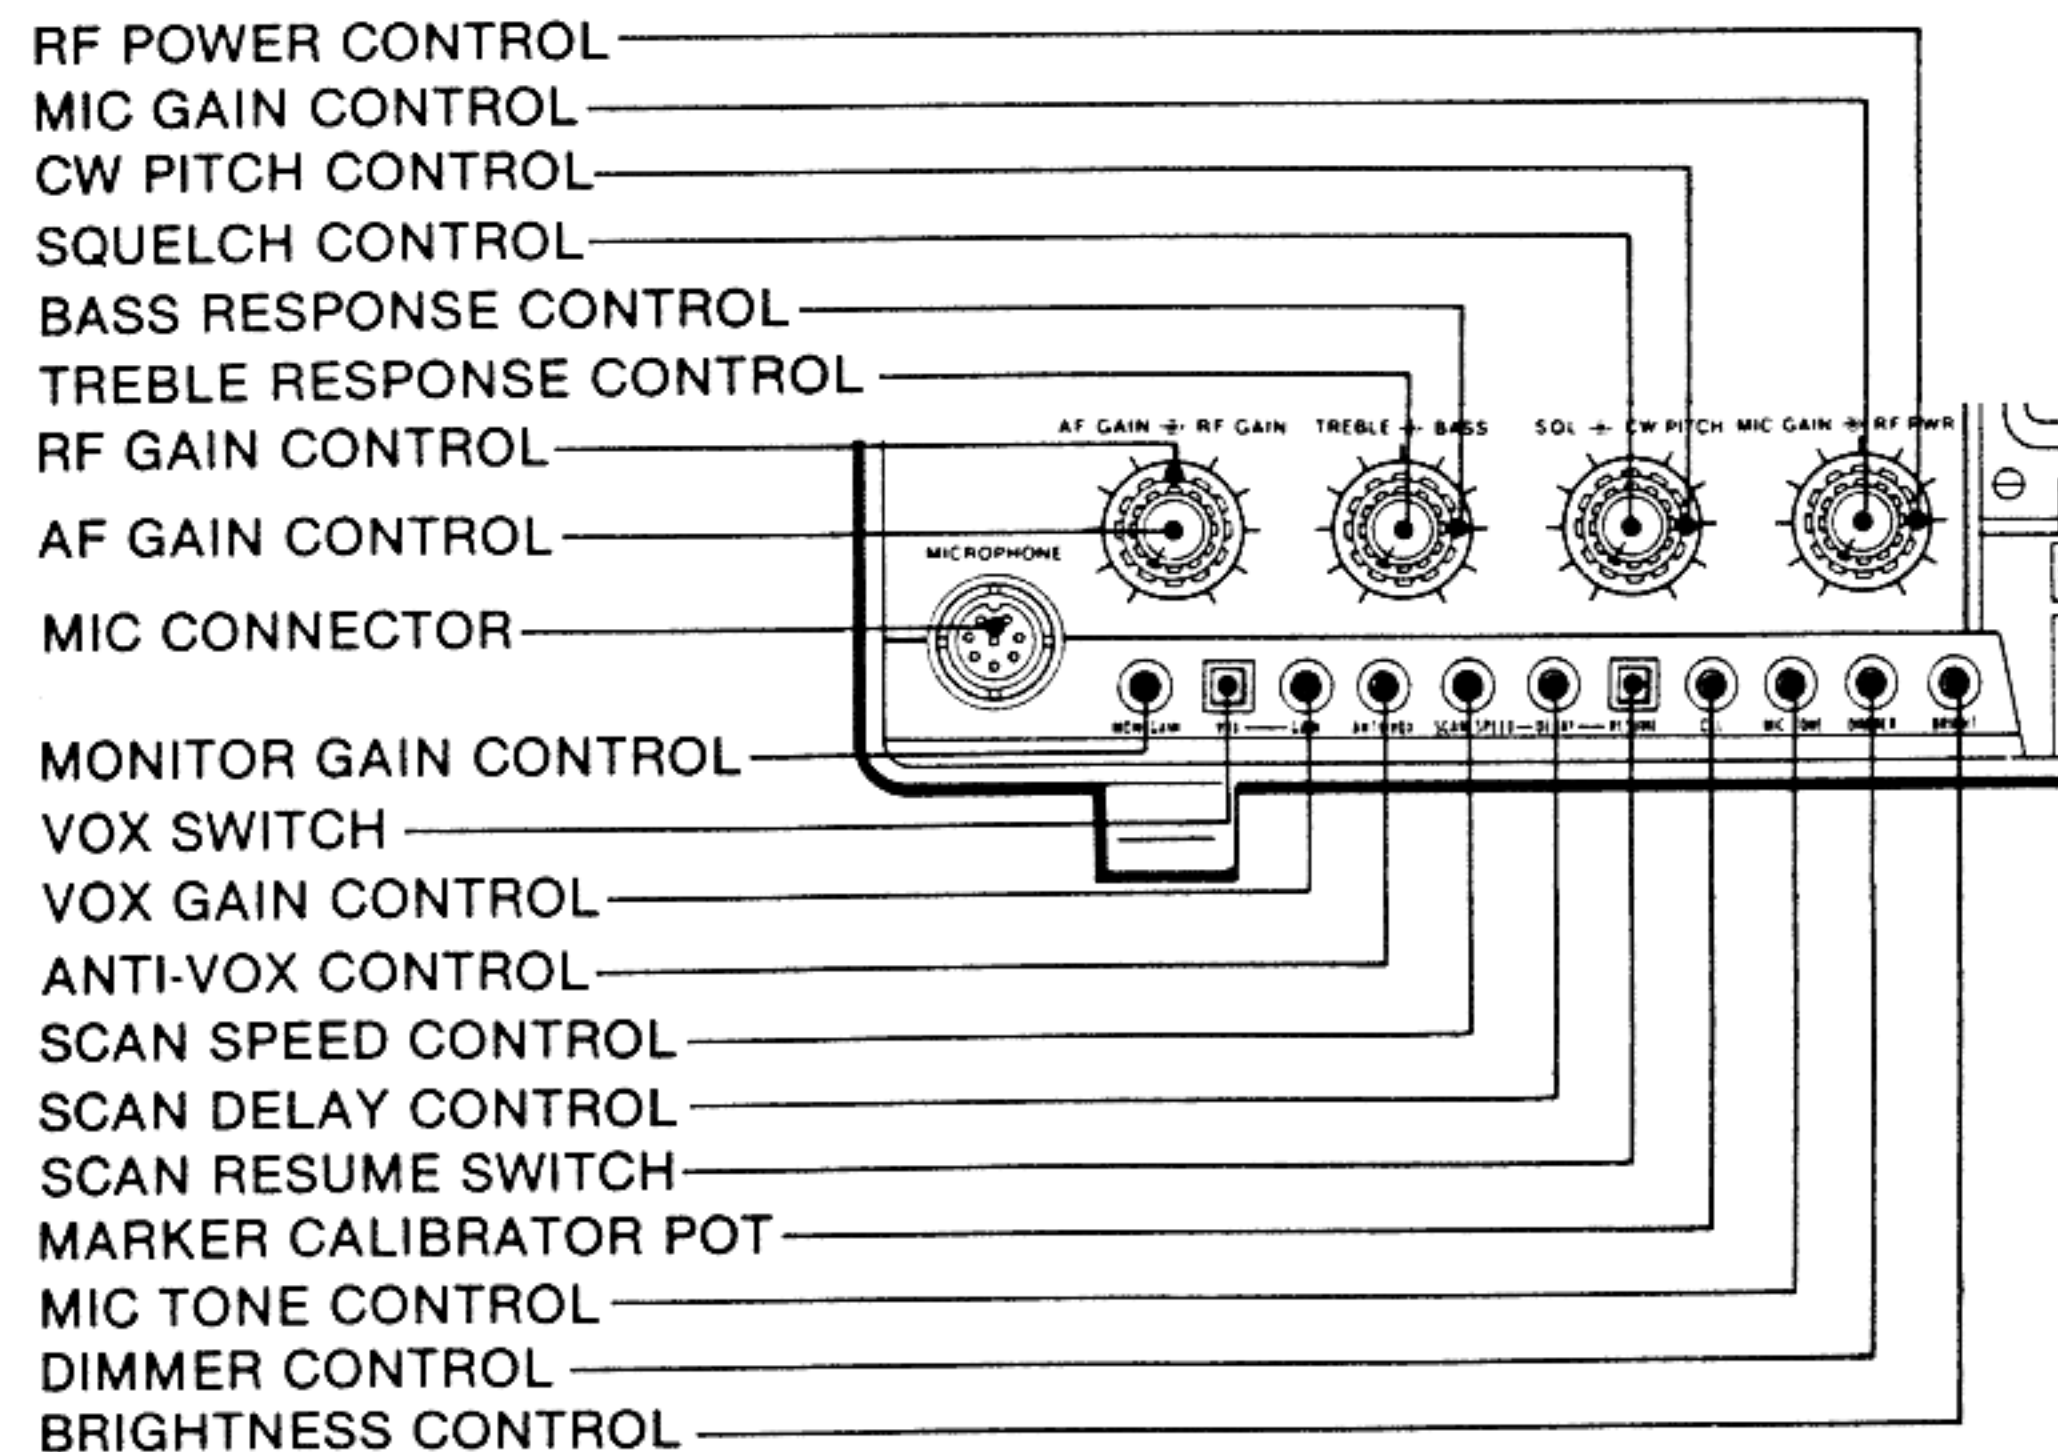 RF POWER CONTROL
MIC GAIN CONTROL
CW PITCH CONTROL
SQUELCH CONTROL
BASS RESPONSE CONTROL
TREBLE RESPONSE CONTROL
RF GAIN CONTROL
AF GAIN CONTROL
MIC CONNECTOR
MONITOR GAIN CONTROL
VOX SWITCH
VOX GAIN CONTROL
ANTI-VOX CONTROL
SCAN SPEED CONTROL
SCAN DELAY CONTROL
SCAN RESUME SWITCH
MARKER CALIBRATOR POT
MIC TONE CONTROL
DIMMER CONTROL
BRIGHTNESS CONTROL
AF GAIN RF GAIN TREBLE BASS SQL CW PITCH MIC GAIN RF PWR
MICROPHONE
SCAN SPEED DELAY